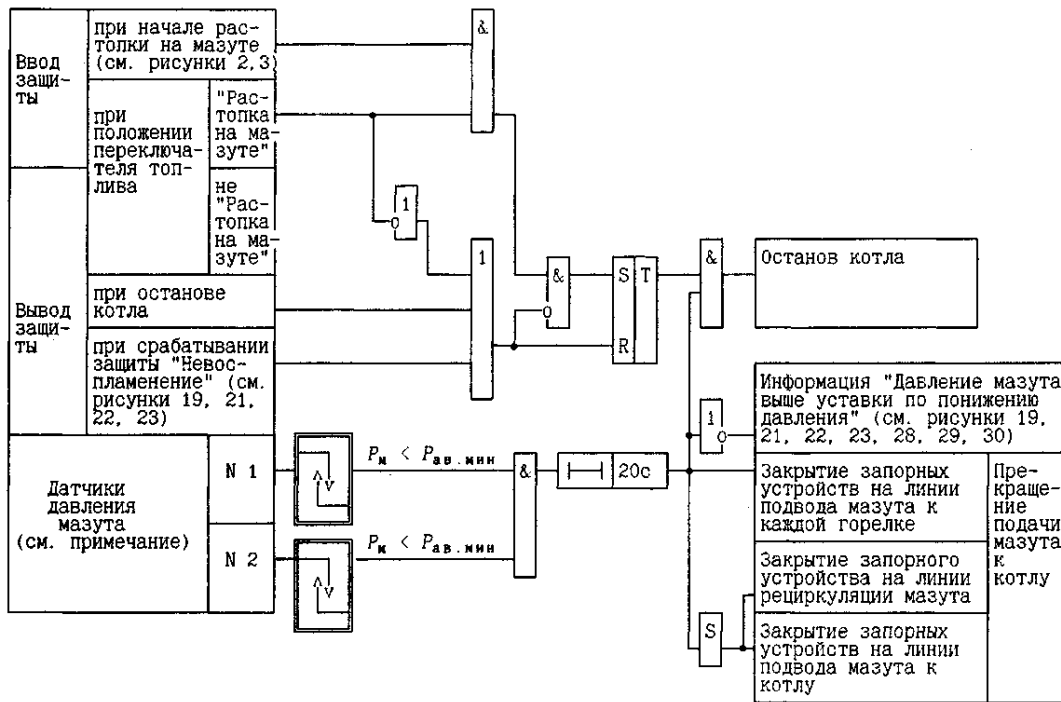 Ввод
защи-
ты
при начале рас-
топки на мазуте
(см. рисунки 2,3)
при
положении
переключа-
теля топ-
лива
"Рас-
топка
на ма-
зуте"
не
"Рас-
топка
на ма-
зуте"
Вывод
защи-
ты
при останове
котла
при срабатывании
защиты "Невос-
пламенение" (см.
рисунки 19, 21,
22, 23)
Датчики
давления
мазута
(см. примечание)
N 1
N 2
&
1
1
&
S T
R
&
Останов котла
Pм < Pав.мин
Pм < Pав.мин
&
20с
1
S
Информация "Давление мазута
выше уставки по понижению
давления" (см. рисунки 19,
21, 22, 23, 28, 29, 30)
Закрытие запорных
устройств на линии
подвода мазута к
каждой горелке
Закрытие запорного
устройства на линии
рециркуляции мазута
Закрытие запорных
устройств на линии
подвода мазута к
котлу
Пре-
краще-
ние
подачи
мазута
к
котлу